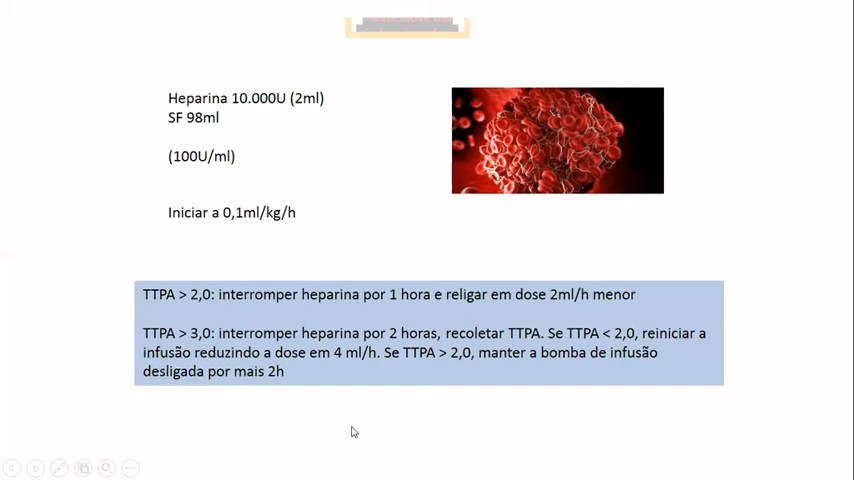 Heparina 10.000U (2ml)
SF 98ml
(100U/ml)
Iniciar a 0,1ml/kg/h
TTPA > 2,0: interromper heparina por 1 hora e religar em dose 2ml/h menor
TTPA > 3,0: interromper heparina por 2 horas, recoletar TTPA. Se TTPA < 2,0, reiniciar a
infusão reduzindo a dose em 4 ml/h. Se TTPA > 2,0, manter a bomba de infusão
desligada por mais 2h